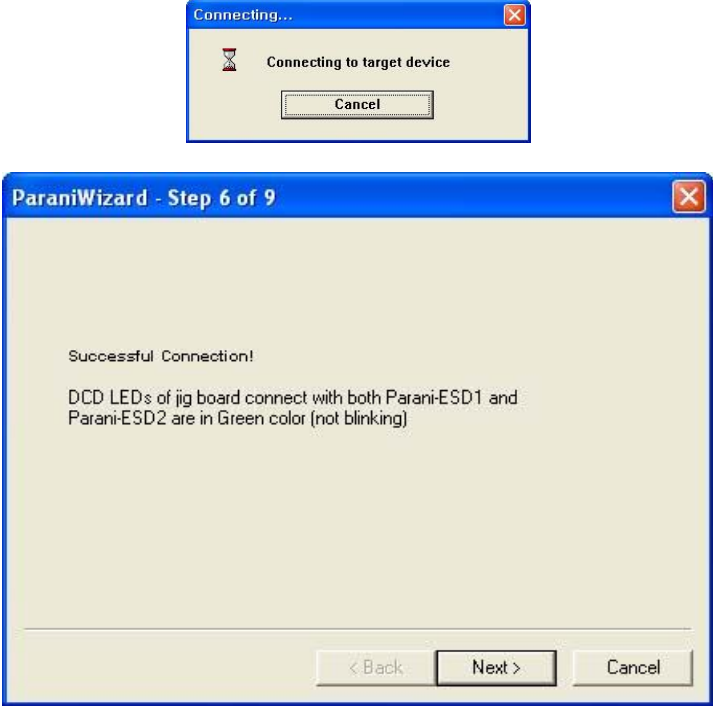 Connecting...
Connecting to target device
Cancel
ParaniWizard - Step 6 of 9
Successful Connection!
DCD LEDs of jig board connect with both Parani-ESD1 and
Parani-ESD2 are in Green color (not blinking)
< Back
Next >
Cancel